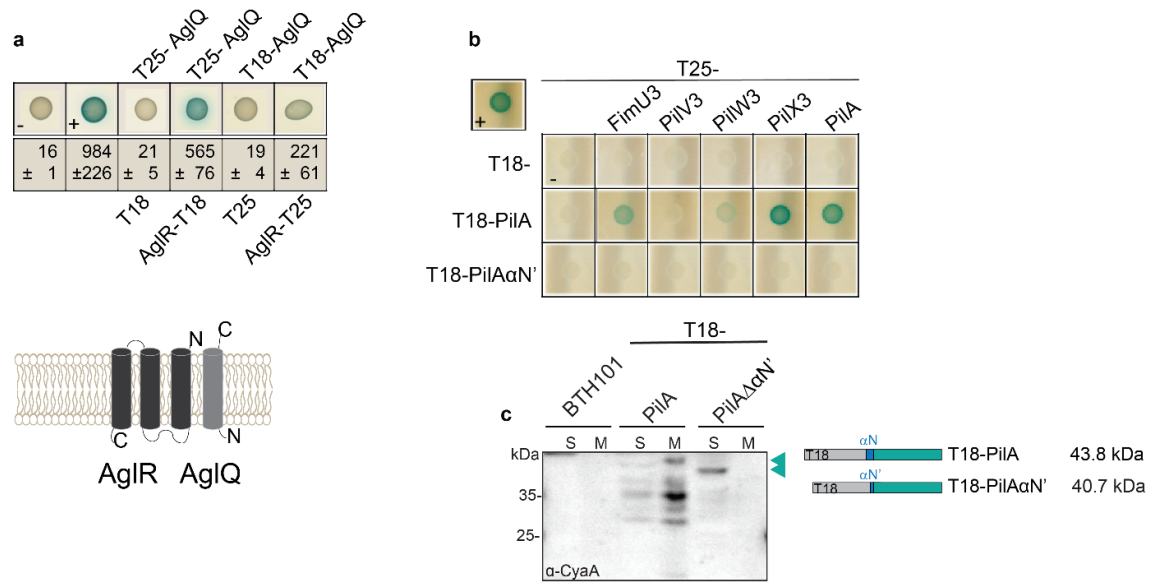 a
T25- AglQ
T25- AglQ
T18-AglQ
T18-AglQ
- +
16 984 21 565 19 221
± 1 ±226 ± 5 ± 76 ± 4 ± 61
T18
AglR-T18
T25
AglR-T25
C
N
C
N
AglR AglQ
b
T25-
+
FimU3
PilV3
PilW3
PilX3
PilA
T18-
-
T18-PilA
T18-PilAαN'
c
T18-
BTH101
PilA
PilAΔαN'
S M S M S M
kDa
35-
25-
α-CyaA
αN
T18
T18-PilA 43.8 kDa
αN'
T18
T18-PilAαN' 40.7 kDa